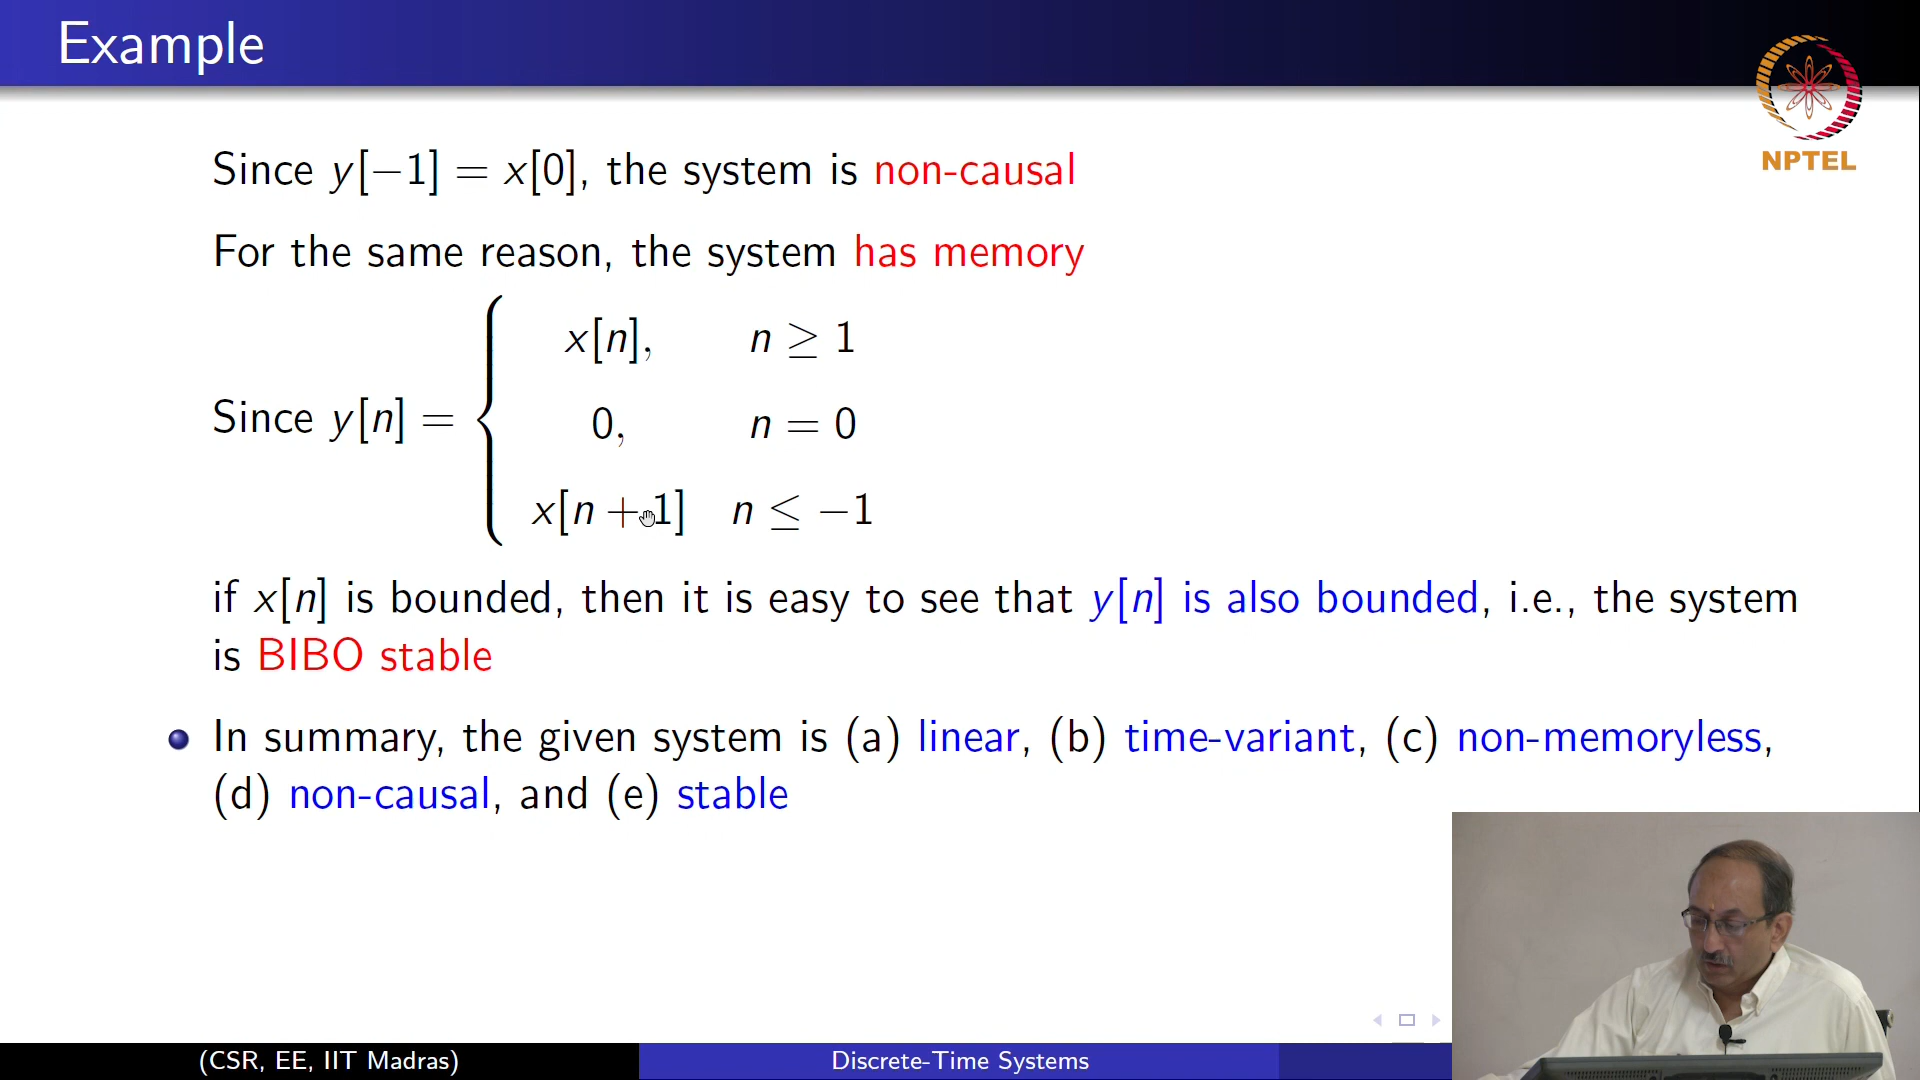 Example
NPTEL
Since y[−1] = x[0], the system is non-causal
For the same reason, the system has memory
x[n], n ≥ 1
Since y[n] = { 0, n = 0
x[n + 1] n ≤ −1
if x[n] is bounded, then it is easy to see that y[n] is also bounded, i.e., the system
is BIBO stable
In summary, the given system is (a) linear, (b) time-variant, (c) non-memoryless,
(d) non-causal, and (e) stable
(CSR, EE, IIT Madras) Discrete-Time Systems